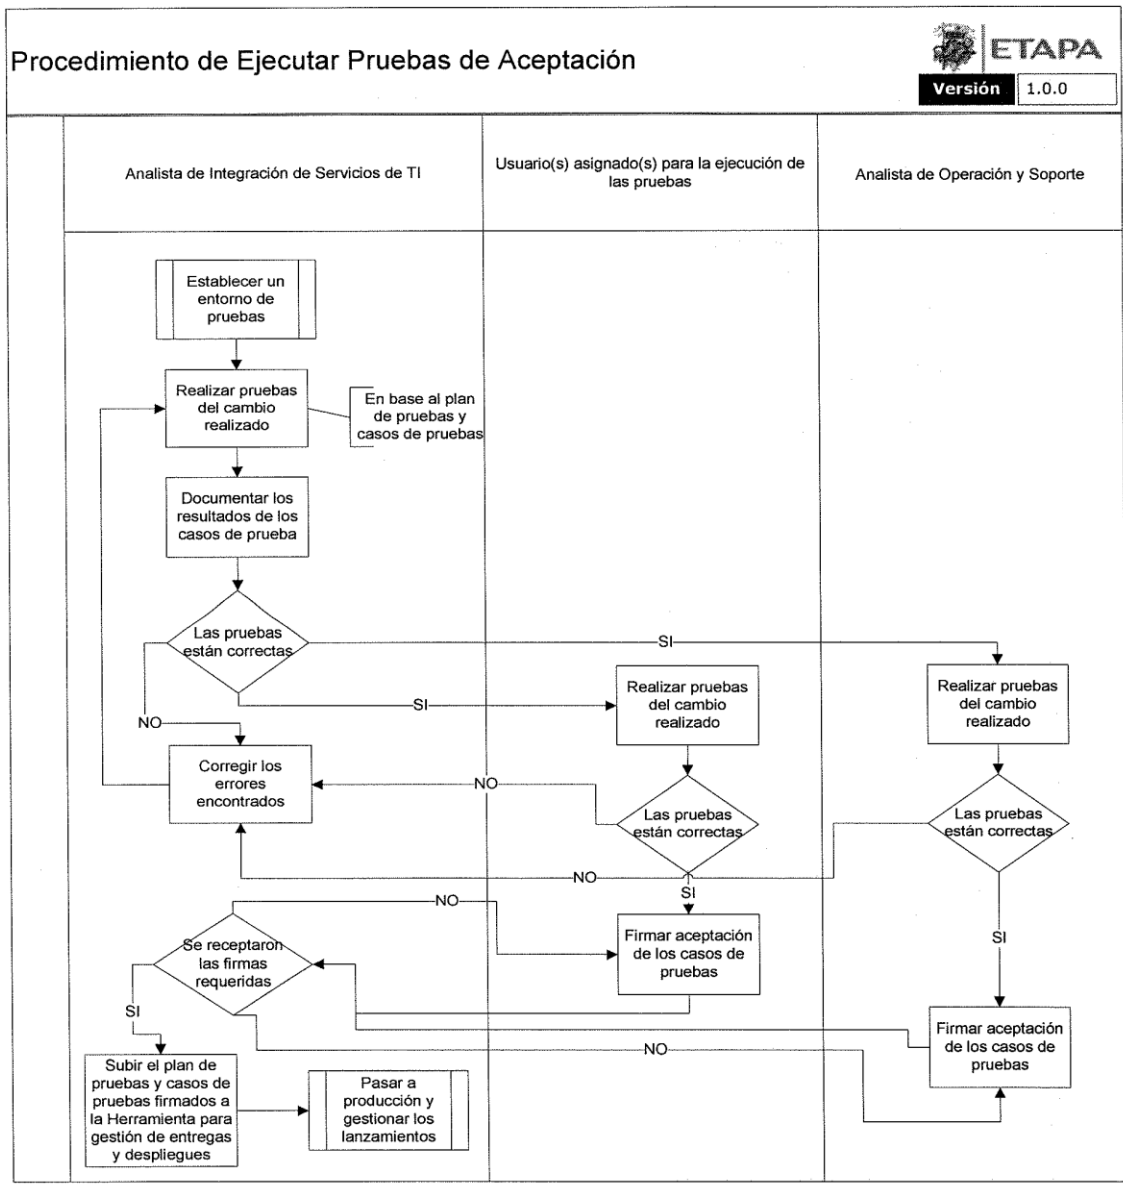 Procedimiento de Ejecutar Pruebas de Aceptación
ETAPA
Versión 1.0.0
Analista de Integración de Servicios de TI
Usuario(s) asignado(s) para la ejecución de
las pruebas
Analista de Operación y Soporte
Establecer un
entorno de
pruebas
Realizar pruebas
del cambio
realizado
En base al plan
de pruebas y
casos de pruebas
Documentar los
resultados de los
casos de prueba
Las pruebas
están correctas
SI
SI
NO
Realizar pruebas
del cambio
realizado
Realizar pruebas
del cambio
realizado
Corregir los
errores
encontrados
NO
Las pruebas
están correctas
Las pruebas
están correctas
NO
SI
NO
SI
Se receptaron
las firmas
requeridas
Firmar aceptación
de los casos de
pruebas
SI
NO
Firmar aceptación
de los casos de
pruebas
Subir el plan de
pruebas y casos de
pruebas firmados a
la Herramienta para
gestión de entregas
y despliegues
Pasar a
producción y
gestionar los
lanzamientos